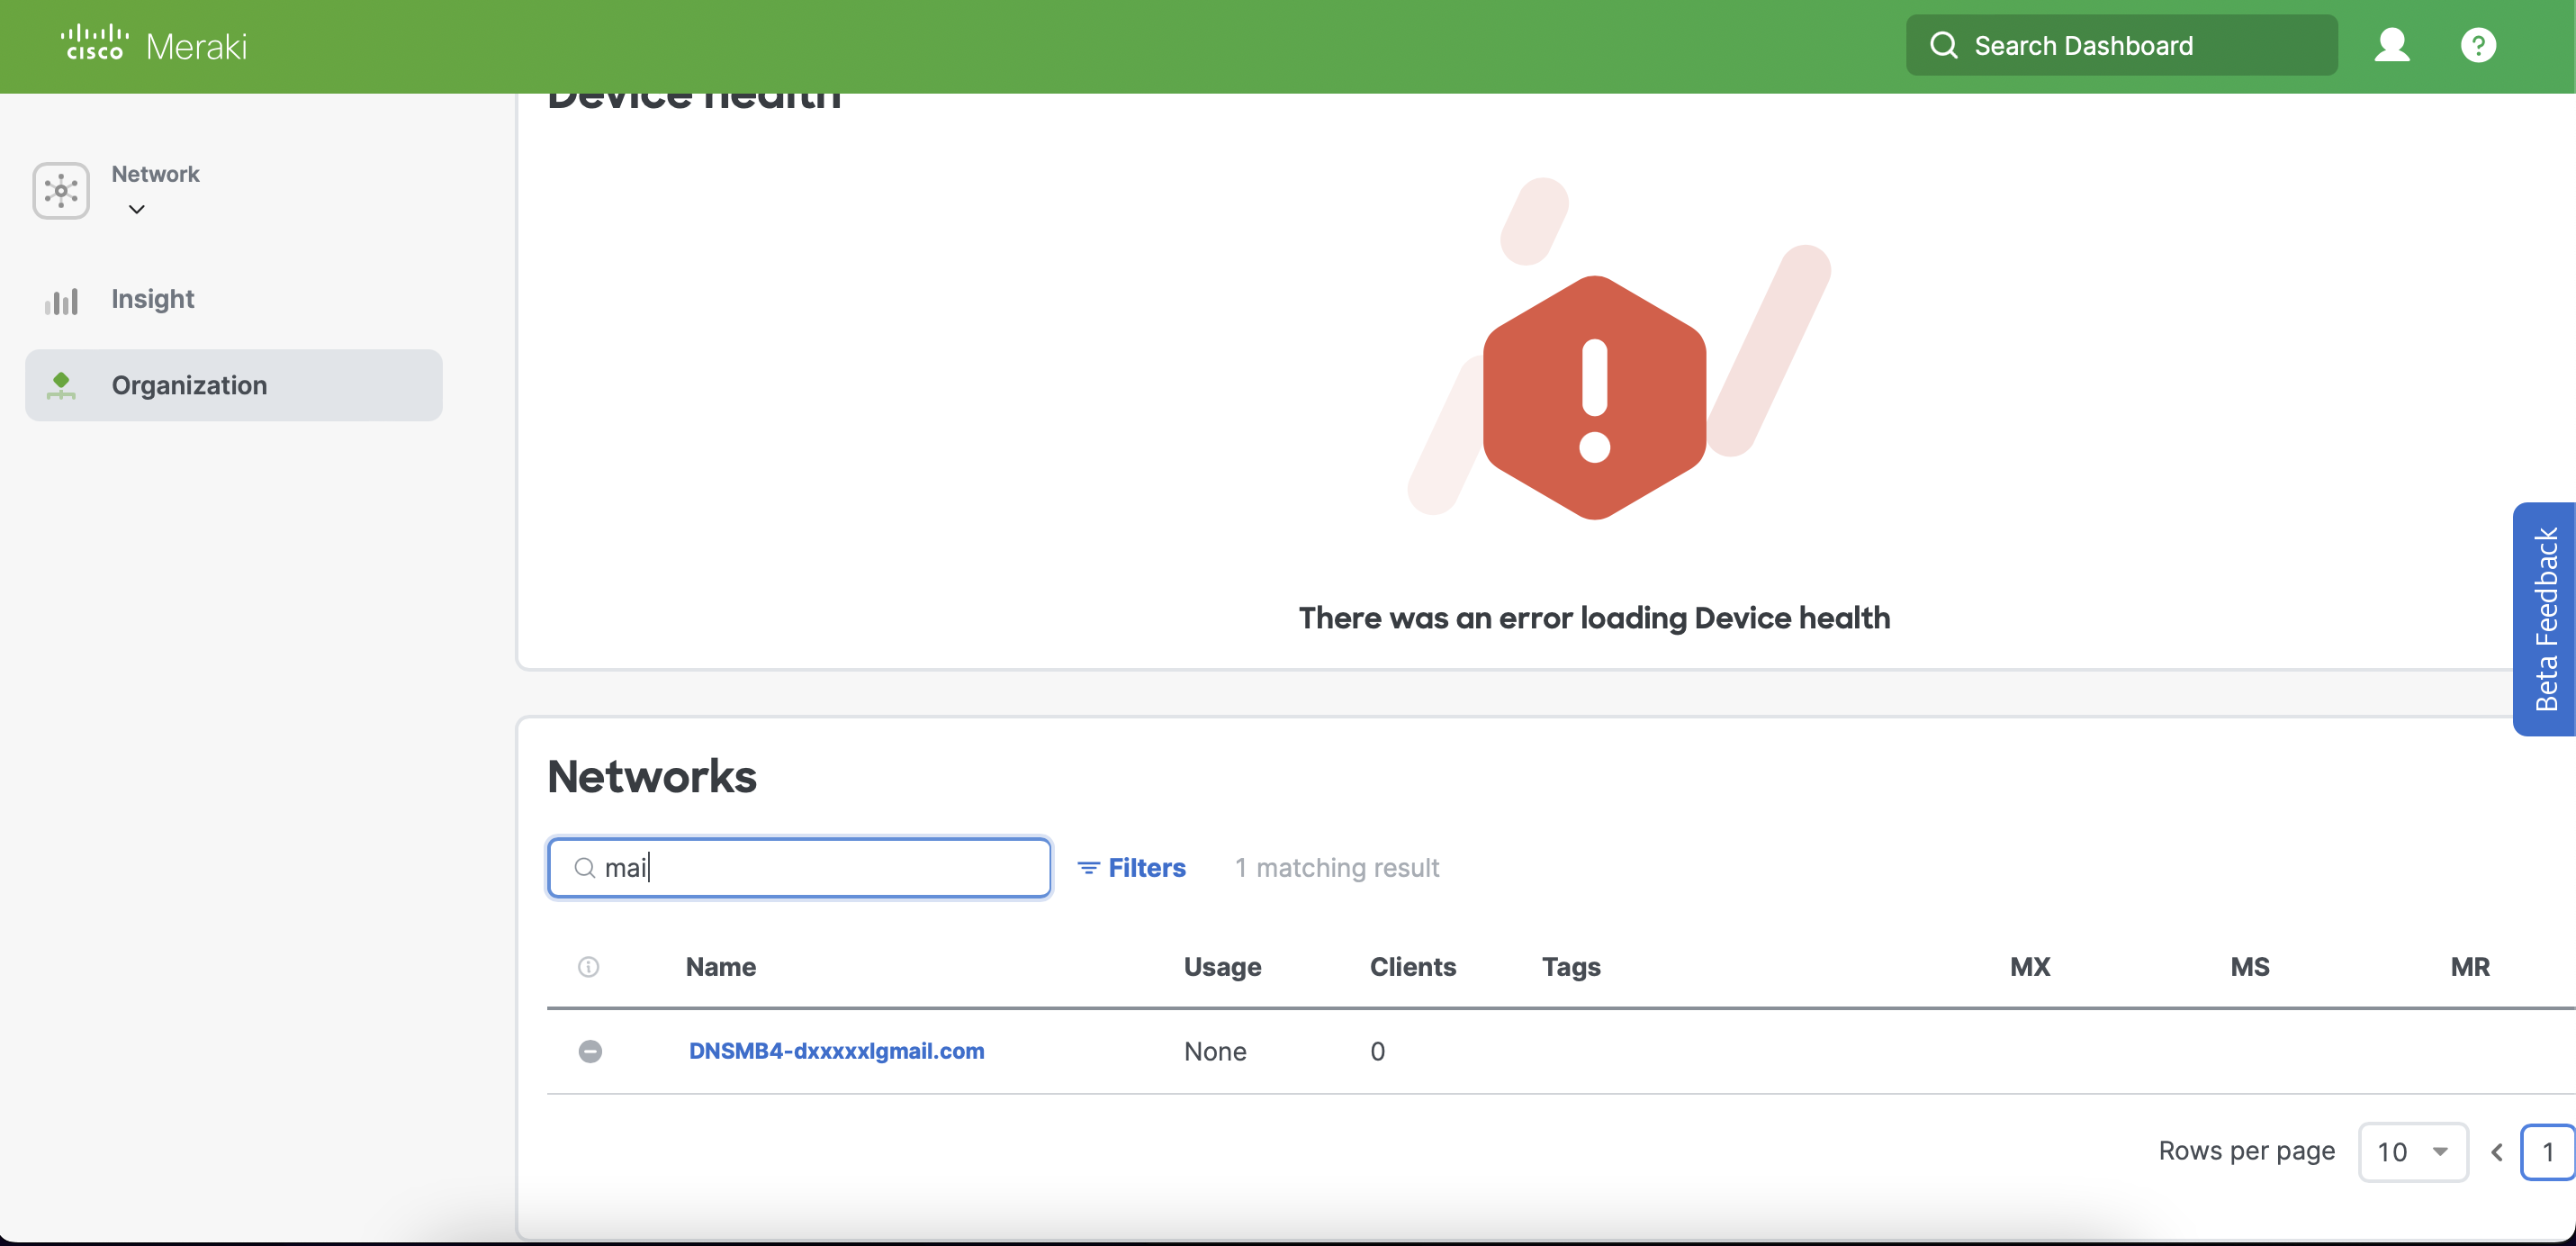 cisco Meraki
Search Dashboard
?
Device health
Network
Insight
Organization
!
There was an error loading Device health
Beta Feedback
Networks
mai
Filters
1 matching result
Name Usage Clients Tags MX MS MR
DNSMB4-dxxxxxlgmail.com None 0
Rows per page 10 < 1